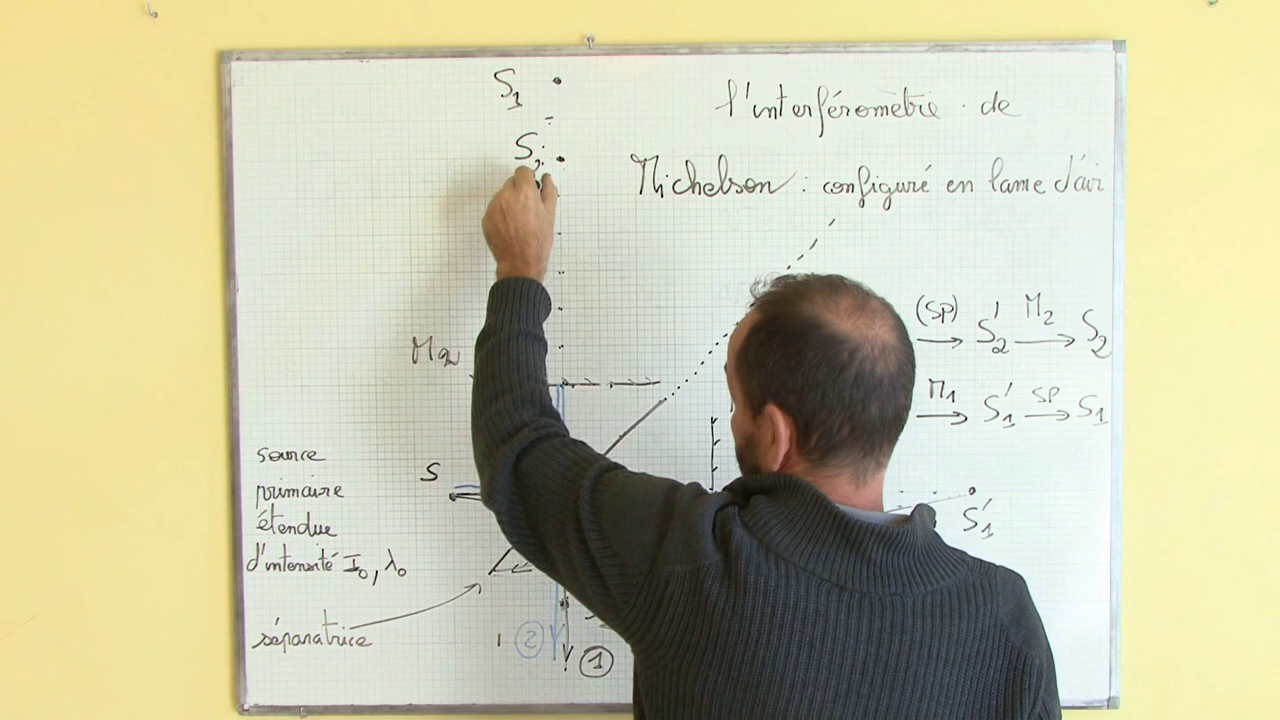 l'interféromètre de
Michelson : configuré en lame d'air
S1
S2
(SP) → S'2 M2 → S2
M1 → S'1 SP → S1
M2
S
S'1
source
primaire
étendue
d'intensité I0, λ0
séparatrice
2
1